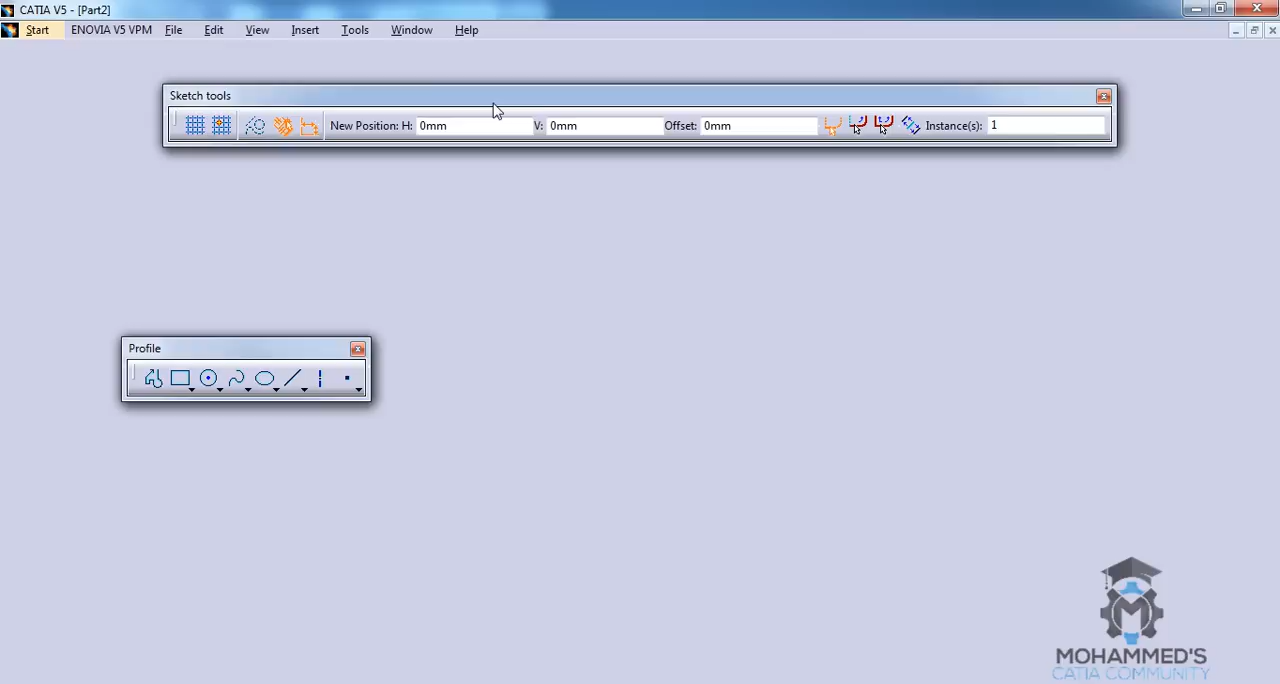 CATIA V5 - [Part2]
Start ENOVIA V5 VPM File Edit View Insert Tools Window Help
Sketch tools
New Position: H: 0mm V: 0mm Offset: 0mm Instance(s): 1
Profile
M
MOHAMMED'S
CATIA COMMUNITY